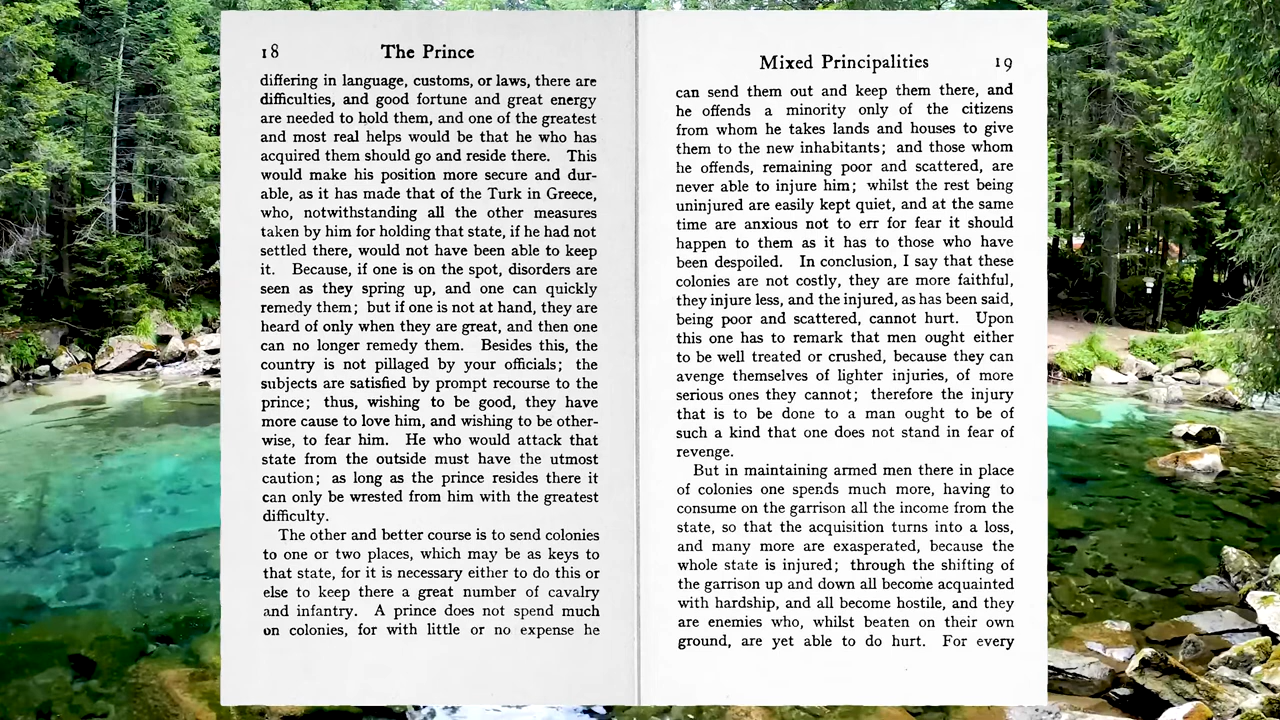 18 The Prince
differing in language, customs, or laws, there are
difficulties, and good fortune and great energy
are needed to hold them, and one of the greatest
and most real helps would be that he who has
acquired them should go and reside there. This
would make his position more secure and dur-
able, as it has made that of the Turk in Greece,
who, notwithstanding all the other measures
taken by him for holding that state, if he had not
settled there, would not have been able to keep
it. Because, if one is on the spot, disorders are
seen as they spring up, and one can quickly
remedy them; but if one is not at hand, they are
heard of only when they are great, and then one
can no longer remedy them. Besides this, the
country is not pillaged by your officials; the
subjects are satisfied by prompt recourse to the
prince; thus, wishing to be good, they have
more cause to love him, and wishing to be other-
wise, to fear him. He who would attack that
state from the outside must have the utmost
caution; as long as the prince resides there it
can only be wrested from him with the greatest
difficulty.
The other and better course is to send colonies
to one or two places, which may be as keys to
that state, for it is necessary either to do this or
else to keep there a great number of cavalry
and infantry. A prince does not spend much
on colonies, for with little or no expense he
Mixed Principalities 19
can send them out and keep them there, and
he offends a minority only of the citizens
from whom he takes lands and houses to give
them to the new inhabitants; and those whom
he offends, remaining poor and scattered, are
never able to injure him; whilst the rest being
uninjured are easily kept quiet, and at the same
time are anxious not to err for fear it should
happen to them as it has to those who have
been despoiled. In conclusion, I say that these
colonies are not costly, they are more faithful,
they injure less, and the injured, as has been said,
being poor and scattered, cannot hurt. Upon
this one has to remark that men ought either
to be well treated or crushed, because they can
avenge themselves of lighter injuries, of more
serious ones they cannot; therefore the injury
that is to be done to a man ought to be of
such a kind that one does not stand in fear of
revenge.
But in maintaining armed men there in place
of colonies one spends much more, having to
consume on the garrison all the income from the
state, so that the acquisition turns into a loss,
and many more are exasperated, because the
whole state is injured; through the shifting of
the garrison up and down all become acquainted
with hardship, and all become hostile, and they
are enemies who, whilst beaten on their own
ground, are yet able to do hurt. For every